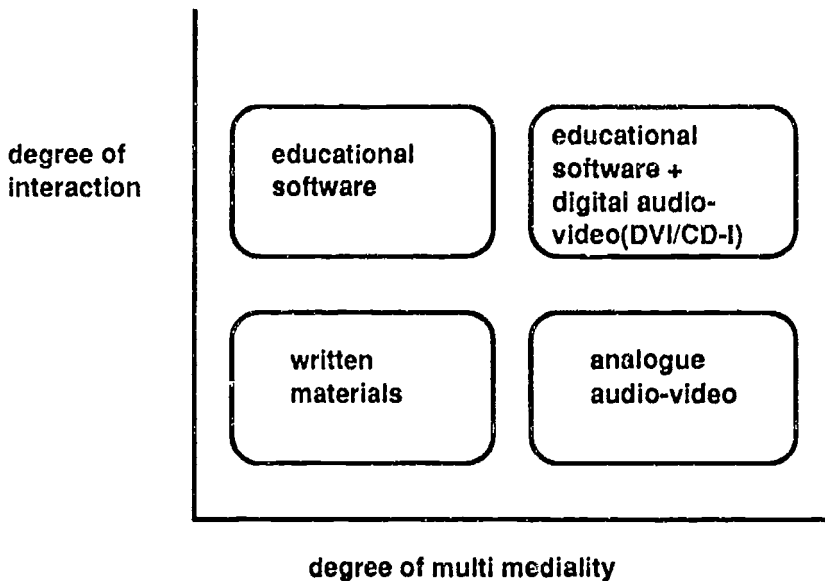 degree of
interaction
educational
software
educational
software +
digital audio-
video(DVI/CD-I)
written
materials
analogue
audio-video
degree of multi mediality